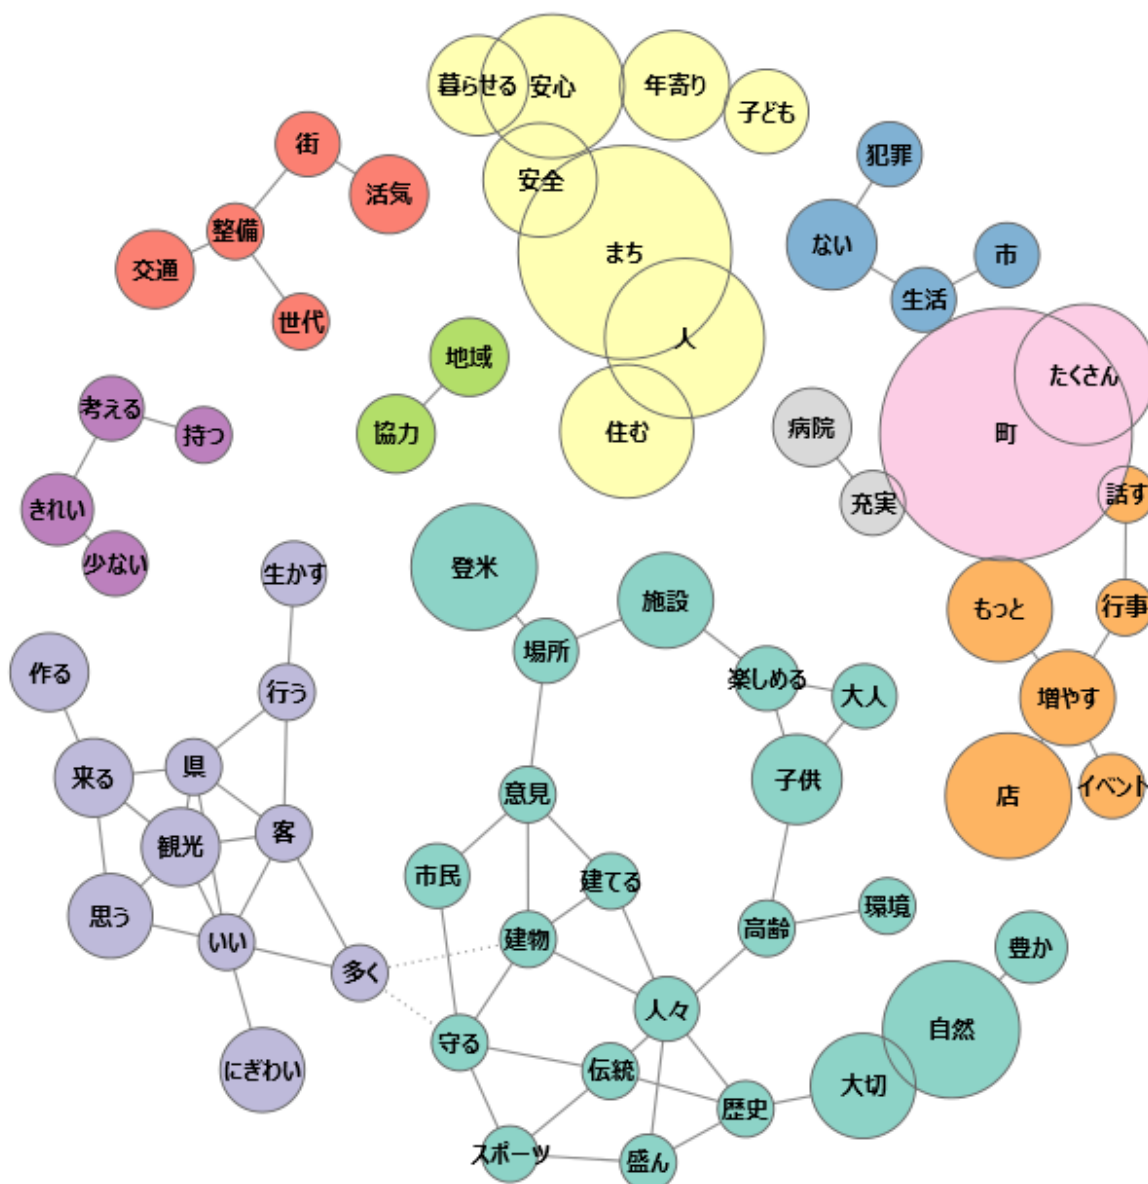 暮らせる
安心
年寄り
子ども
街
活気
安全
犯罪
整備
まち
ない
市
交通
生活
世代
人
地域
たくさん
考える
持つ
協力
住む
病院
町
きれい
充実
話す
少ない
生かす
登米
施設
もっと
行事
作る
場所
行う
楽しめる
大人
増やす
来る
県
子供
店
イベント
意見
観光
客
市民
建てる
思う
いい
建物
高齢
環境
多く
豊か
人々
自然
守る
にぎわい
伝統
大切
歴史
スポーツ
盛ん